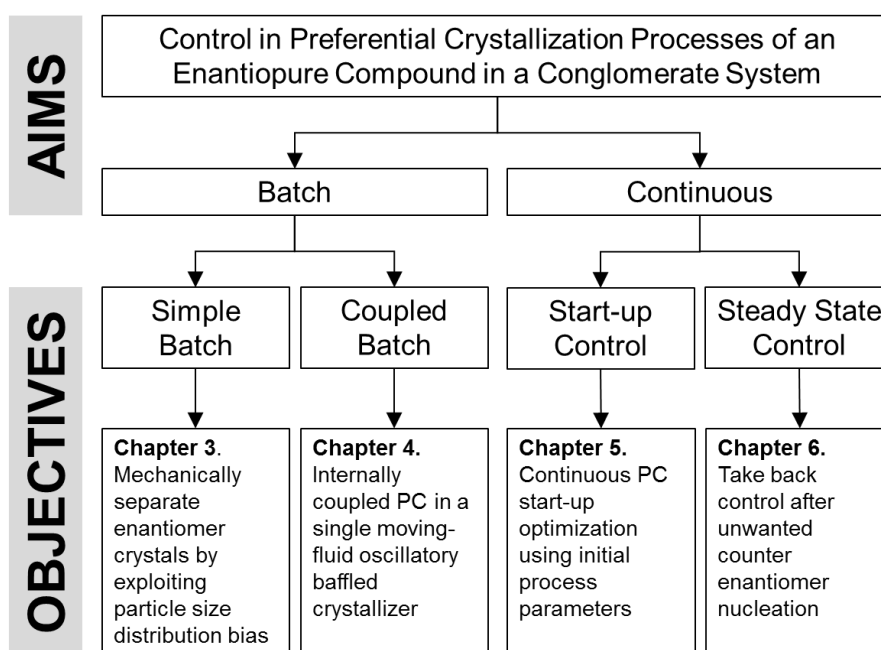 AIMS
Control in Preferential Crystallization Processes of an
Enantiopure Compound in a Conglomerate System
Batch
Continuous
OBJECTIVES
Simple
Batch
Coupled
Batch
Start-up
Control
Steady State
Control
Chapter 3.
Mechanically
separate
enantiomer
crystals by
exploiting
particle size
distribution bias
Chapter 4.
Internally
coupled PC in a
single moving-
fluid oscillatory
baffled
crystallizer
Chapter 5.
Continuous PC
start-up
optimization
using initial
process
parameters
Chapter 6.
Take back
control after
unwanted
counter
enantiomer
nucleation